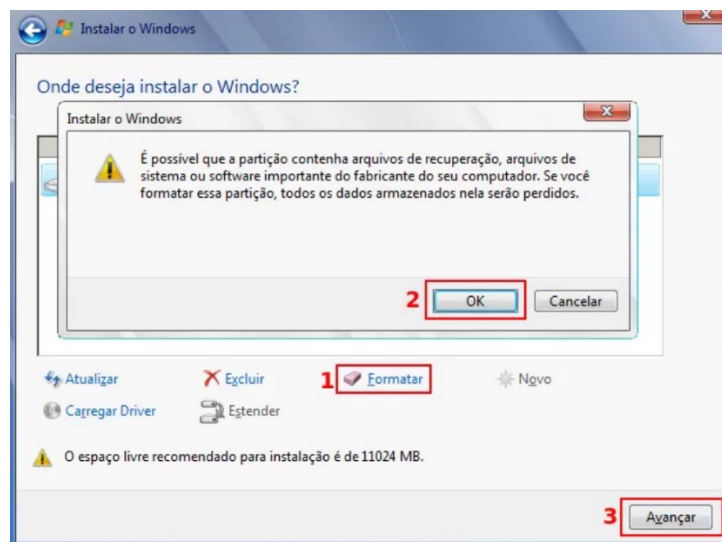 Instalar o Windows
Onde deseja instalar o Windows?
Instalar o Windows
É possível que a partição contenha arquivos de recuperação, arquivos de
sistema ou software importante do fabricante do seu computador. Se você
formatar essa partição, todos os dados armazenados nela serão perdidos.
2 OK Cancelar
Atualizar Excluir 1 Formatar Novo
Carregar Driver Estender
O espaço livre recomendado para instalação é de 11024 MB.
3 Avançar